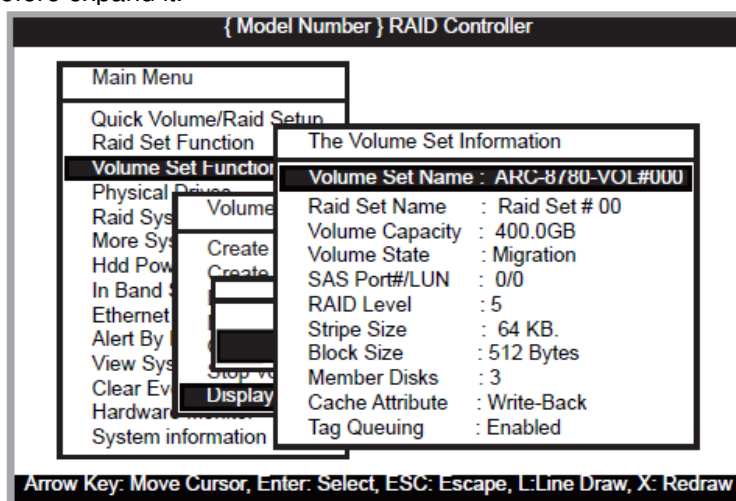 before expand it.
{ Model Number } RAID Controller
Main Menu
Quick Volume/Raid Setup
Raid Set Function
Volume Set Function
Physical Drives
Raid Sys
More Sys
Hdd Pow
In Band
Ethernet
Alert By
View Sys
Clear Ev
Hardware Monitor
System information
Volume
Create
Create
Stop Vo
Display
The Volume Set Information
Volume Set Name : ARC-8780-VOL#000
Raid Set Name : Raid Set # 00
Volume Capacity : 400.0GB
Volume State : Migration
SAS Port#/LUN : 0/0
RAID Level : 5
Stripe Size : 64 KB.
Block Size : 512 Bytes
Member Disks : 3
Cache Attribute : Write-Back
Tag Queuing : Enabled
Arrow Key: Move Cursor, Enter: Select, ESC: Escape, L:Line Draw, X: Redraw